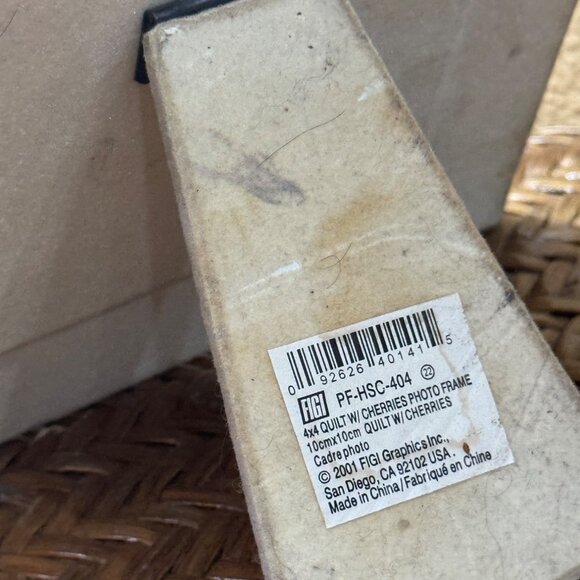 0 92626 40141 5
FIGI PF-HSC-404 22
4x4 QUILT W/ CHERRIES PHOTO FRAME
10cmx10cm QUILT W/ CHERRIES
Cadre photo
© 2001 FIGI Graphics Inc.,
San Diego, CA 92102 USA.
Made in China/Fabriqué en Chine